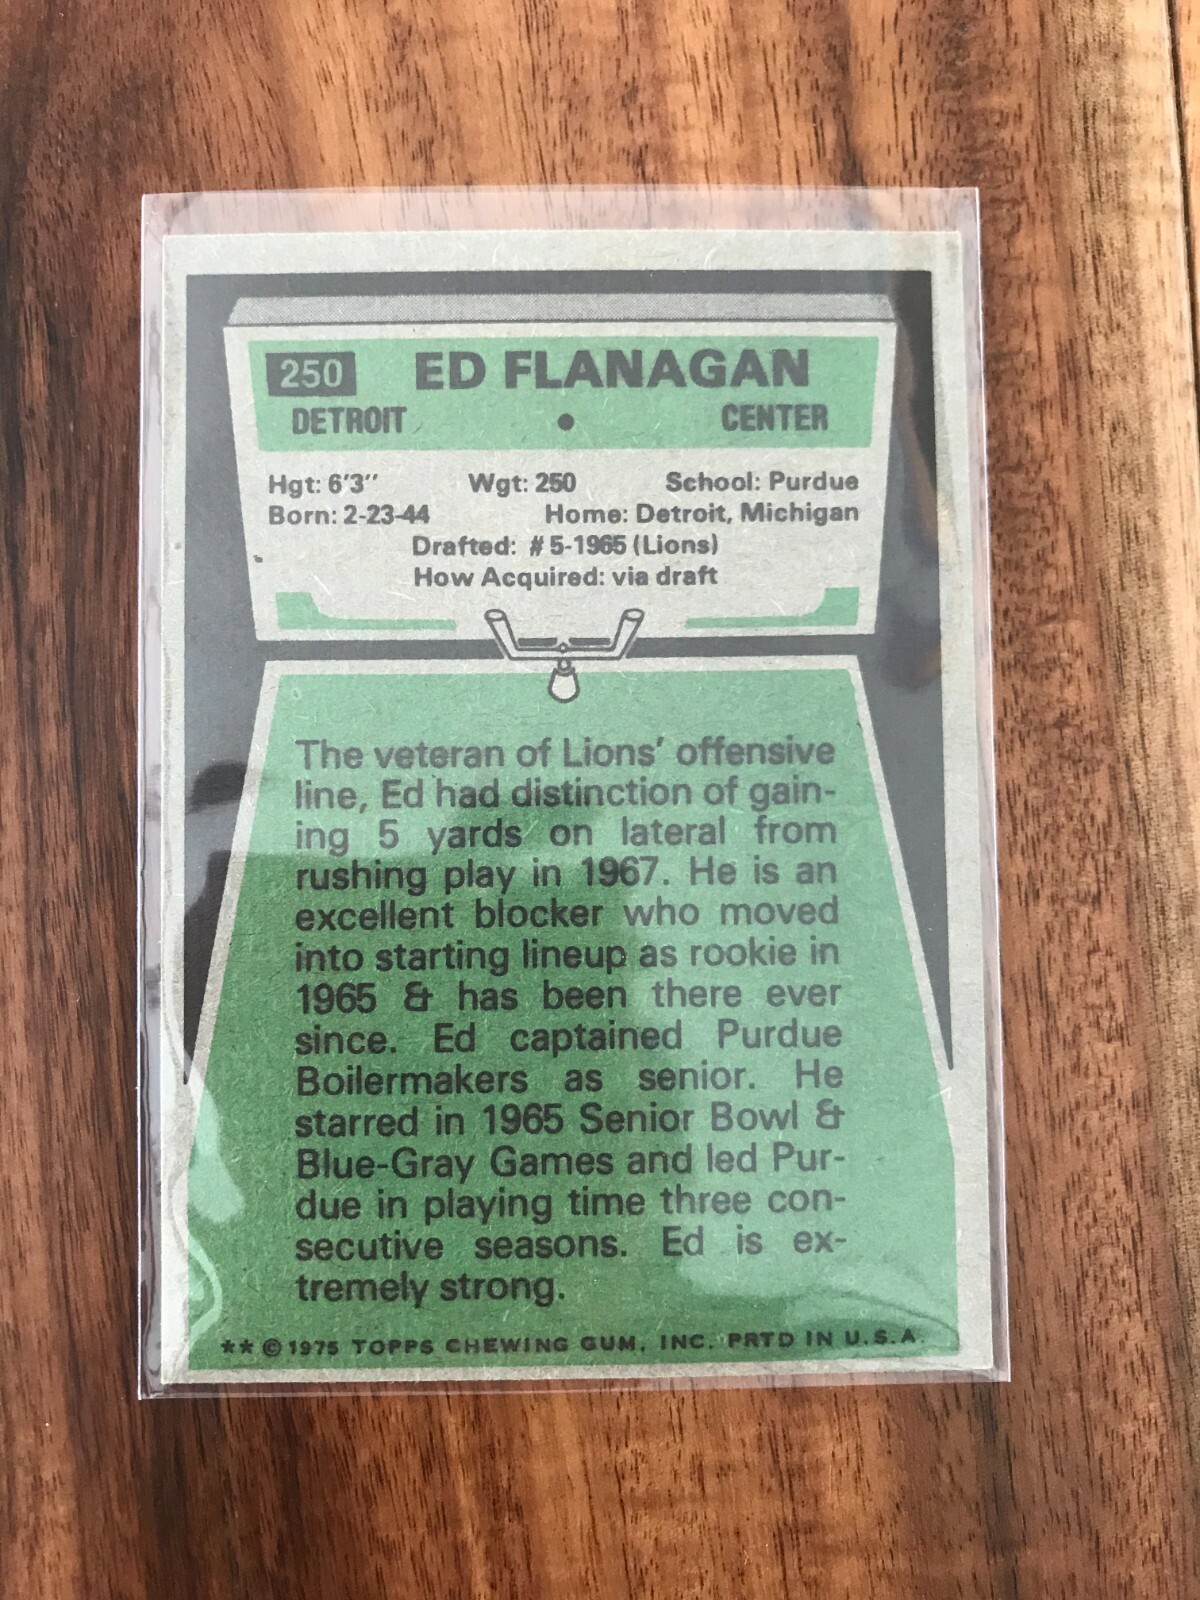 250 ED FLANAGAN
DETROIT • CENTER
Hgt: 6'3" Wgt: 250 School: Purdue
Born: 2-23-44 Home: Detroit, Michigan
Drafted: #5-1965 (Lions)
How Acquired: via draft
The veteran of Lions' offensive
line, Ed had distinction of gain-
ing 5 yards on lateral from
rushing play in 1967. He is an
excellent blocker who moved
into starting lineup as rookie in
1965 & has been there ever
since. Ed captained Purdue
Boilermakers as senior. He
starred in 1965 Senior Bowl &
Blue-Gray Games and led Pur-
due in playing time three con-
secutive seasons. Ed is ex-
tremely strong.
** © 1975 TOPPS CHEWING GUM, INC. PRTD IN U.S.A.